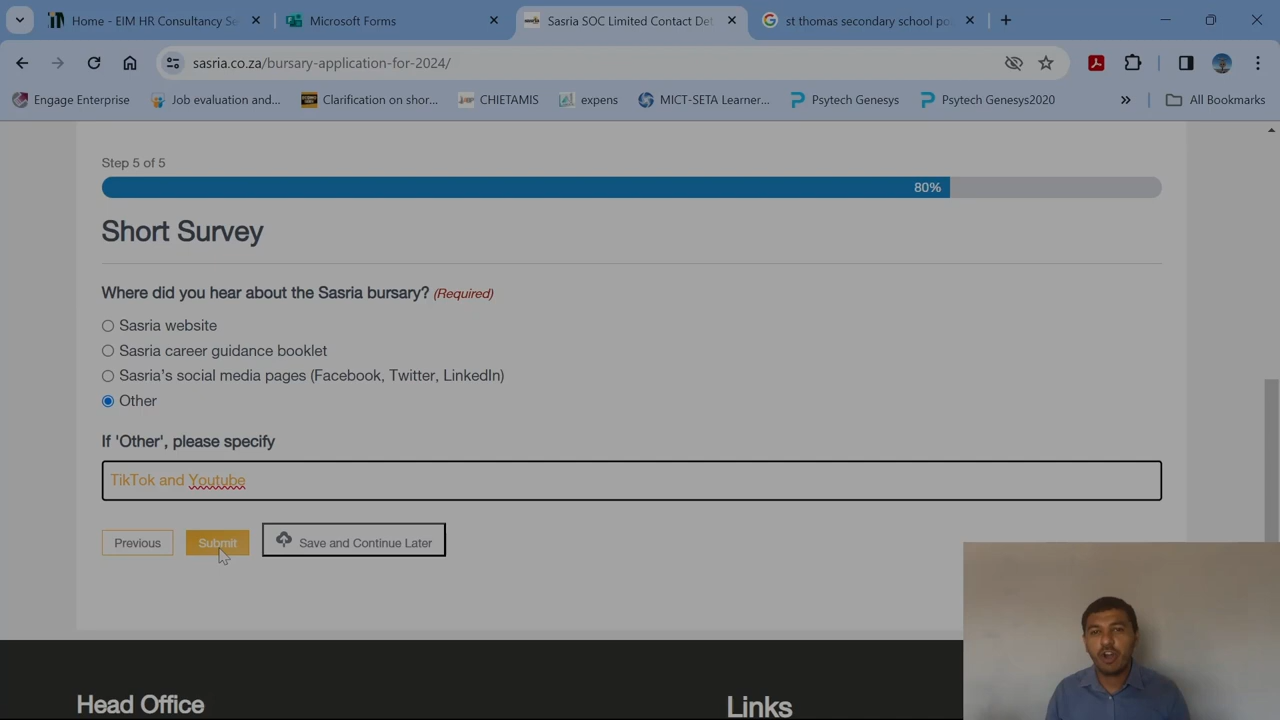 Home - EIM HR Consultancy Se
Microsoft Forms
Sasria SOC Limited Contact Det
st thomas secondary school po
sasria.co.za/bursary-application-for-2024/
Engage Enterprise
Job evaluation and...
Clarification on shor...
CHIETAMIS
expens
MICT-SETA Learner...
Psytech Genesys
Psytech Genesys2020
All Bookmarks
Step 5 of 5
80%
Short Survey
Where did you hear about the Sasria bursary? (Required)
Sasria website
Sasria career guidance booklet
Sasria’s social media pages (Facebook, Twitter, LinkedIn)
Other
If 'Other', please specify
TikTok and Youtube
Previous
Submit
Save and Continue Later
Head Office
Links